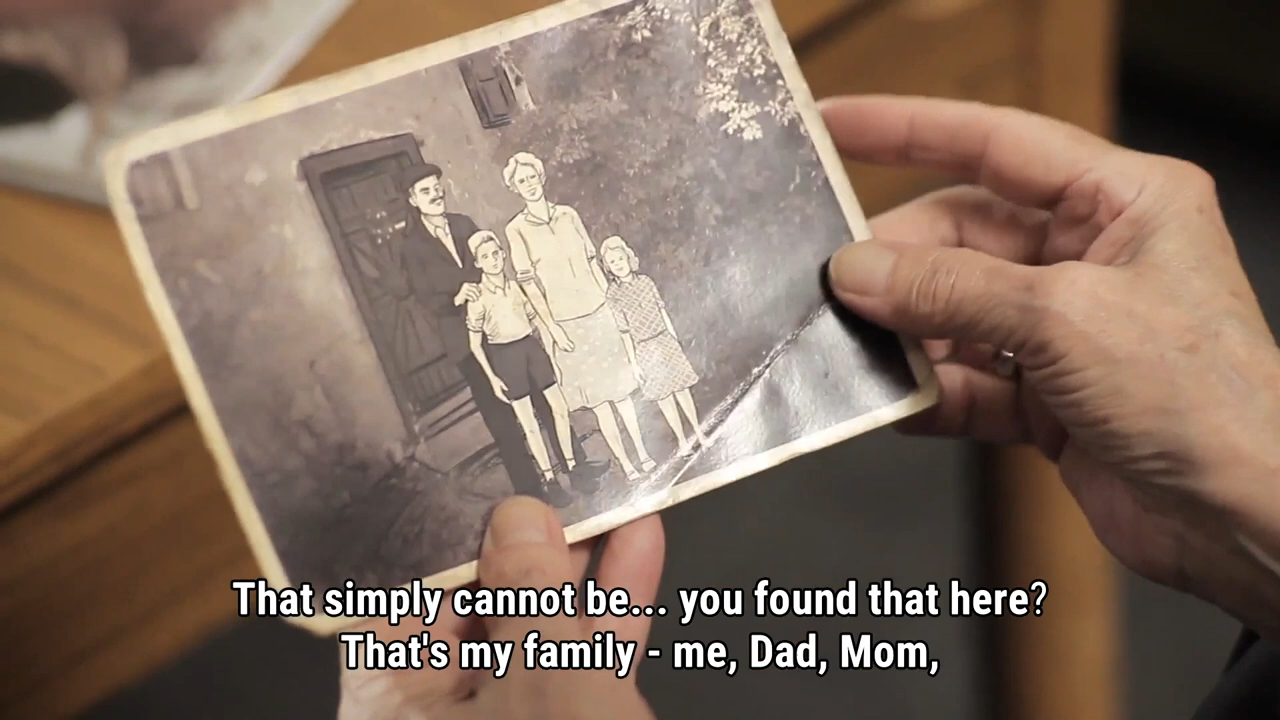 That simply cannot be... you found that here?
That's my family - me, Dad, Mom,